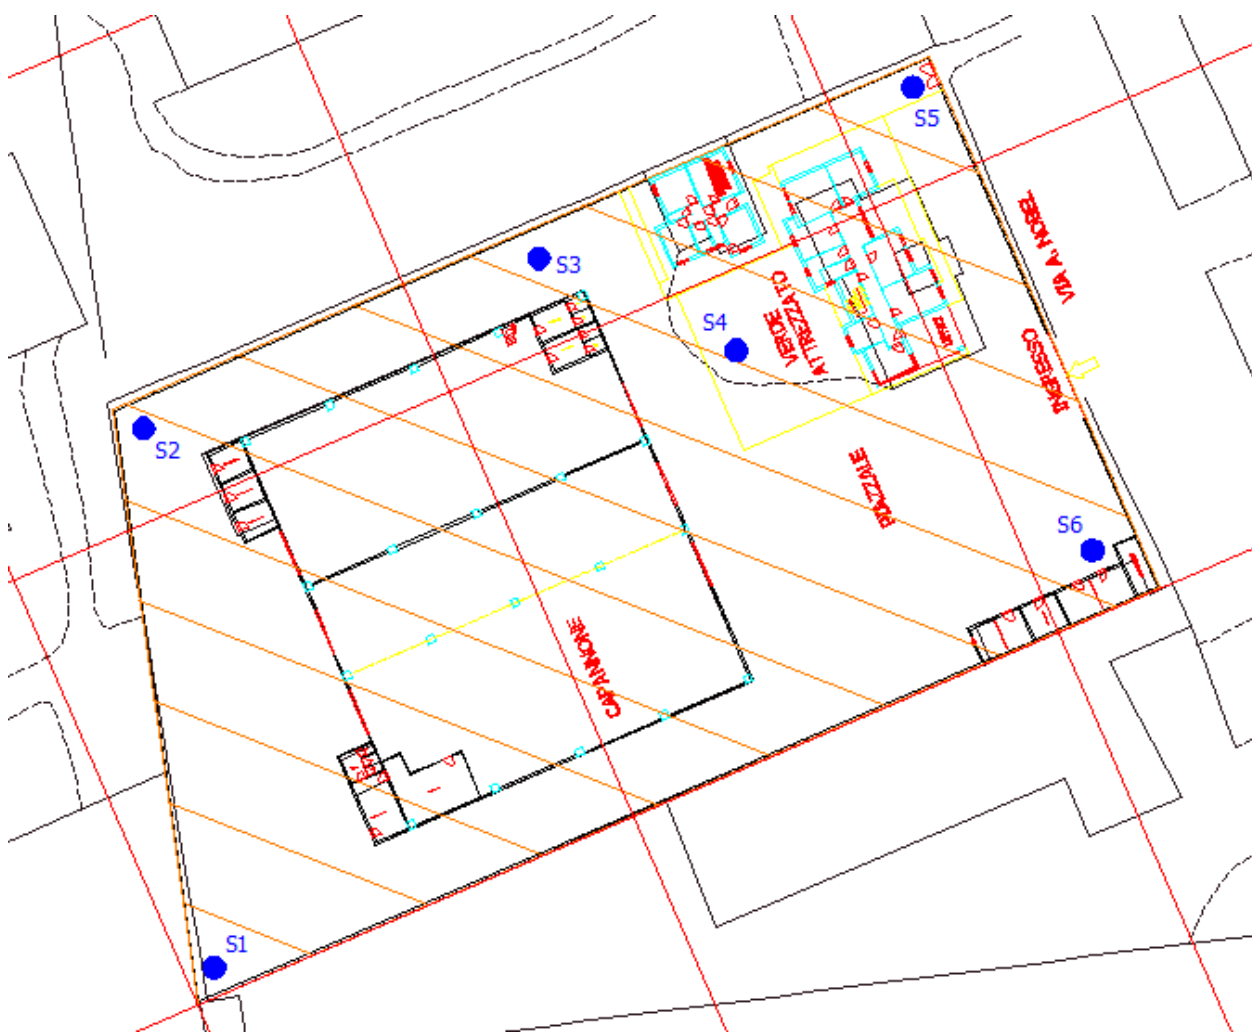 S5
VIA A. NOBEL
S3
S4
VERDE
ATTREZZATO
INGRESSO
S2
PIAZZALE
S6
CAPANNONE
S1